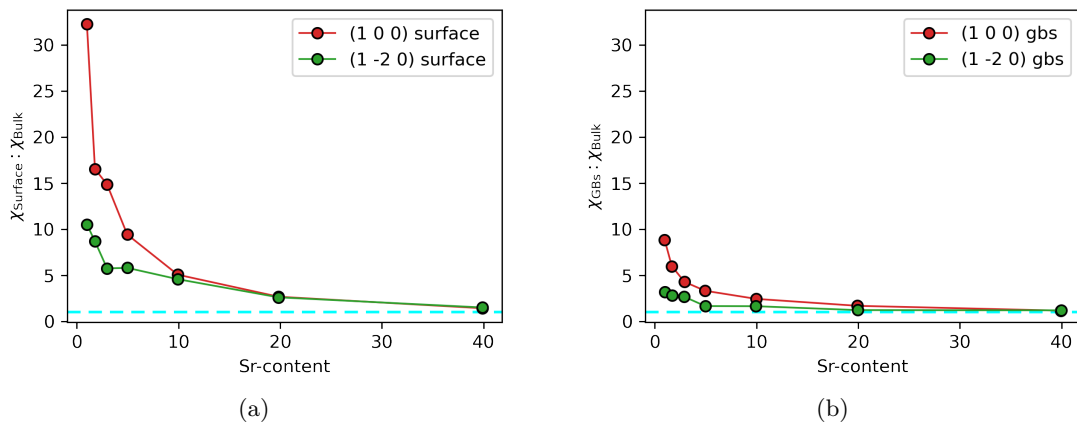 (1 0 0) surface
(1 -2 0) surface
χSurface : χBulk
30
25
20
15
10
5
0
0 10 20 30 40
Sr-content
(a)
(1 0 0) gbs
(1 -2 0) gbs
χGBs : χBulk
30
25
20
15
10
5
0
0 10 20 30 40
Sr-content
(b)